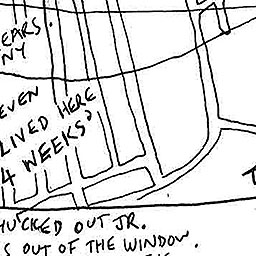 EARS.
NY
EVEN
LIVED HERE
4 WEEKS?
HUCKED OUT JR.
S OUT OF THE WINDOW.